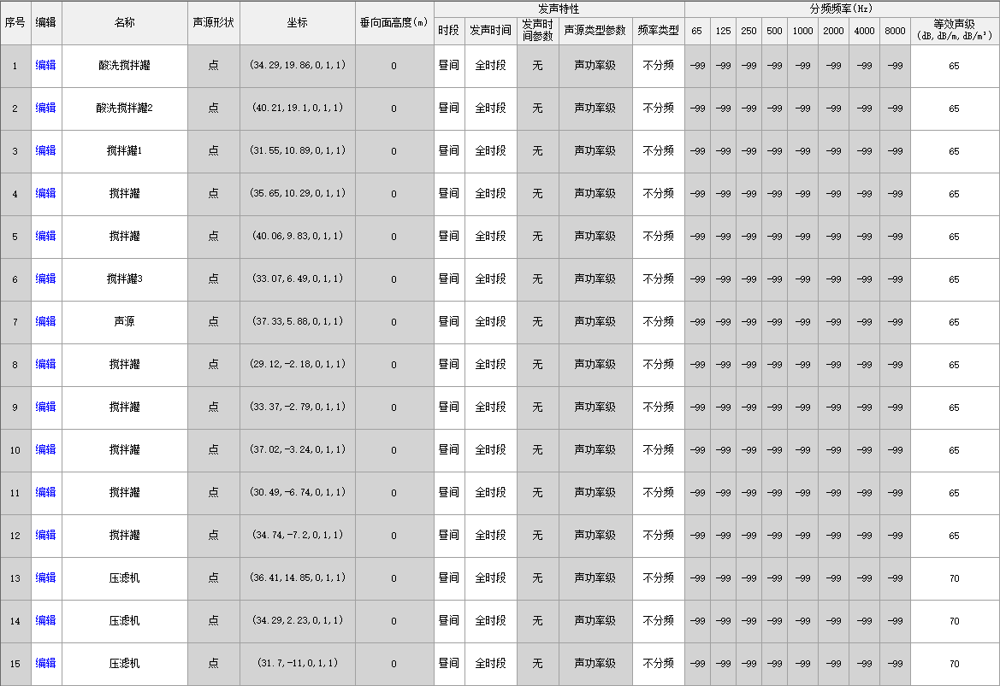 序号 编辑 名称 声源形状 坐标 垂向面高度(m) 发声特性 分频频率(Hz)
时段 发声时间 发声时间参数 声源类型参数 频率类型 65 125 250 500 1000 2000 4000 8000 等效声级(dB,dB/m,dB/m²)
1 编辑 酸洗搅拌罐 点 (34.29,19.86,0,1,1) 0 昼间 全时段 无 声功率级 不分频 -99 -99 -99 -99 -99 -99 -99 -99 65
2 编辑 酸洗搅拌罐2 点 (40.21,19.1,0,1,1) 0 昼间 全时段 无 声功率级 不分频 -99 -99 -99 -99 -99 -99 -99 -99 65
3 编辑 搅拌罐1 点 (31.55,10.89,0,1,1) 0 昼间 全时段 无 声功率级 不分频 -99 -99 -99 -99 -99 -99 -99 -99 65
4 编辑 搅拌罐 点 (35.65,10.29,0,1,1) 0 昼间 全时段 无 声功率级 不分频 -99 -99 -99 -99 -99 -99 -99 -99 65
5 编辑 搅拌罐 点 (40.06,9.83,0,1,1) 0 昼间 全时段 无 声功率级 不分频 -99 -99 -99 -99 -99 -99 -99 -99 65
6 编辑 搅拌罐3 点 (33.07,6.49,0,1,1) 0 昼间 全时段 无 声功率级 不分频 -99 -99 -99 -99 -99 -99 -99 -99 65
7 编辑 声源 点 (37.33,5.88,0,1,1) 0 昼间 全时段 无 声功率级 不分频 -99 -99 -99 -99 -99 -99 -99 -99 65
8 编辑 搅拌罐 点 (29.12,-2.18,0,1,1) 0 昼间 全时段 无 声功率级 不分频 -99 -99 -99 -99 -99 -99 -99 -99 65
9 编辑 搅拌罐 点 (33.37,-2.79,0,1,1) 0 昼间 全时段 无 声功率级 不分频 -99 -99 -99 -99 -99 -99 -99 -99 65
10 编辑 搅拌罐 点 (37.02,-3.24,0,1,1) 0 昼间 全时段 无 声功率级 不分频 -99 -99 -99 -99 -99 -99 -99 -99 65
11 编辑 搅拌罐 点 (30.49,-6.74,0,1,1) 0 昼间 全时段 无 声功率级 不分频 -99 -99 -99 -99 -99 -99 -99 -99 65
12 编辑 搅拌罐 点 (34.74,-7.2,0,1,1) 0 昼间 全时段 无 声功率级 不分频 -99 -99 -99 -99 -99 -99 -99 -99 65
13 编辑 压滤机 点 (36.41,14.85,0,1,1) 0 昼间 全时段 无 声功率级 不分频 -99 -99 -99 -99 -99 -99 -99 -99 70
14 编辑 压滤机 点 (34.29,2.23,0,1,1) 0 昼间 全时段 无 声功率级 不分频 -99 -99 -99 -99 -99 -99 -99 -99 70
15 编辑 压滤机 点 (31.7,-11,0,1,1) 0 昼间 全时段 无 声功率级 不分频 -99 -99 -99 -99 -99 -99 -99 -99 70